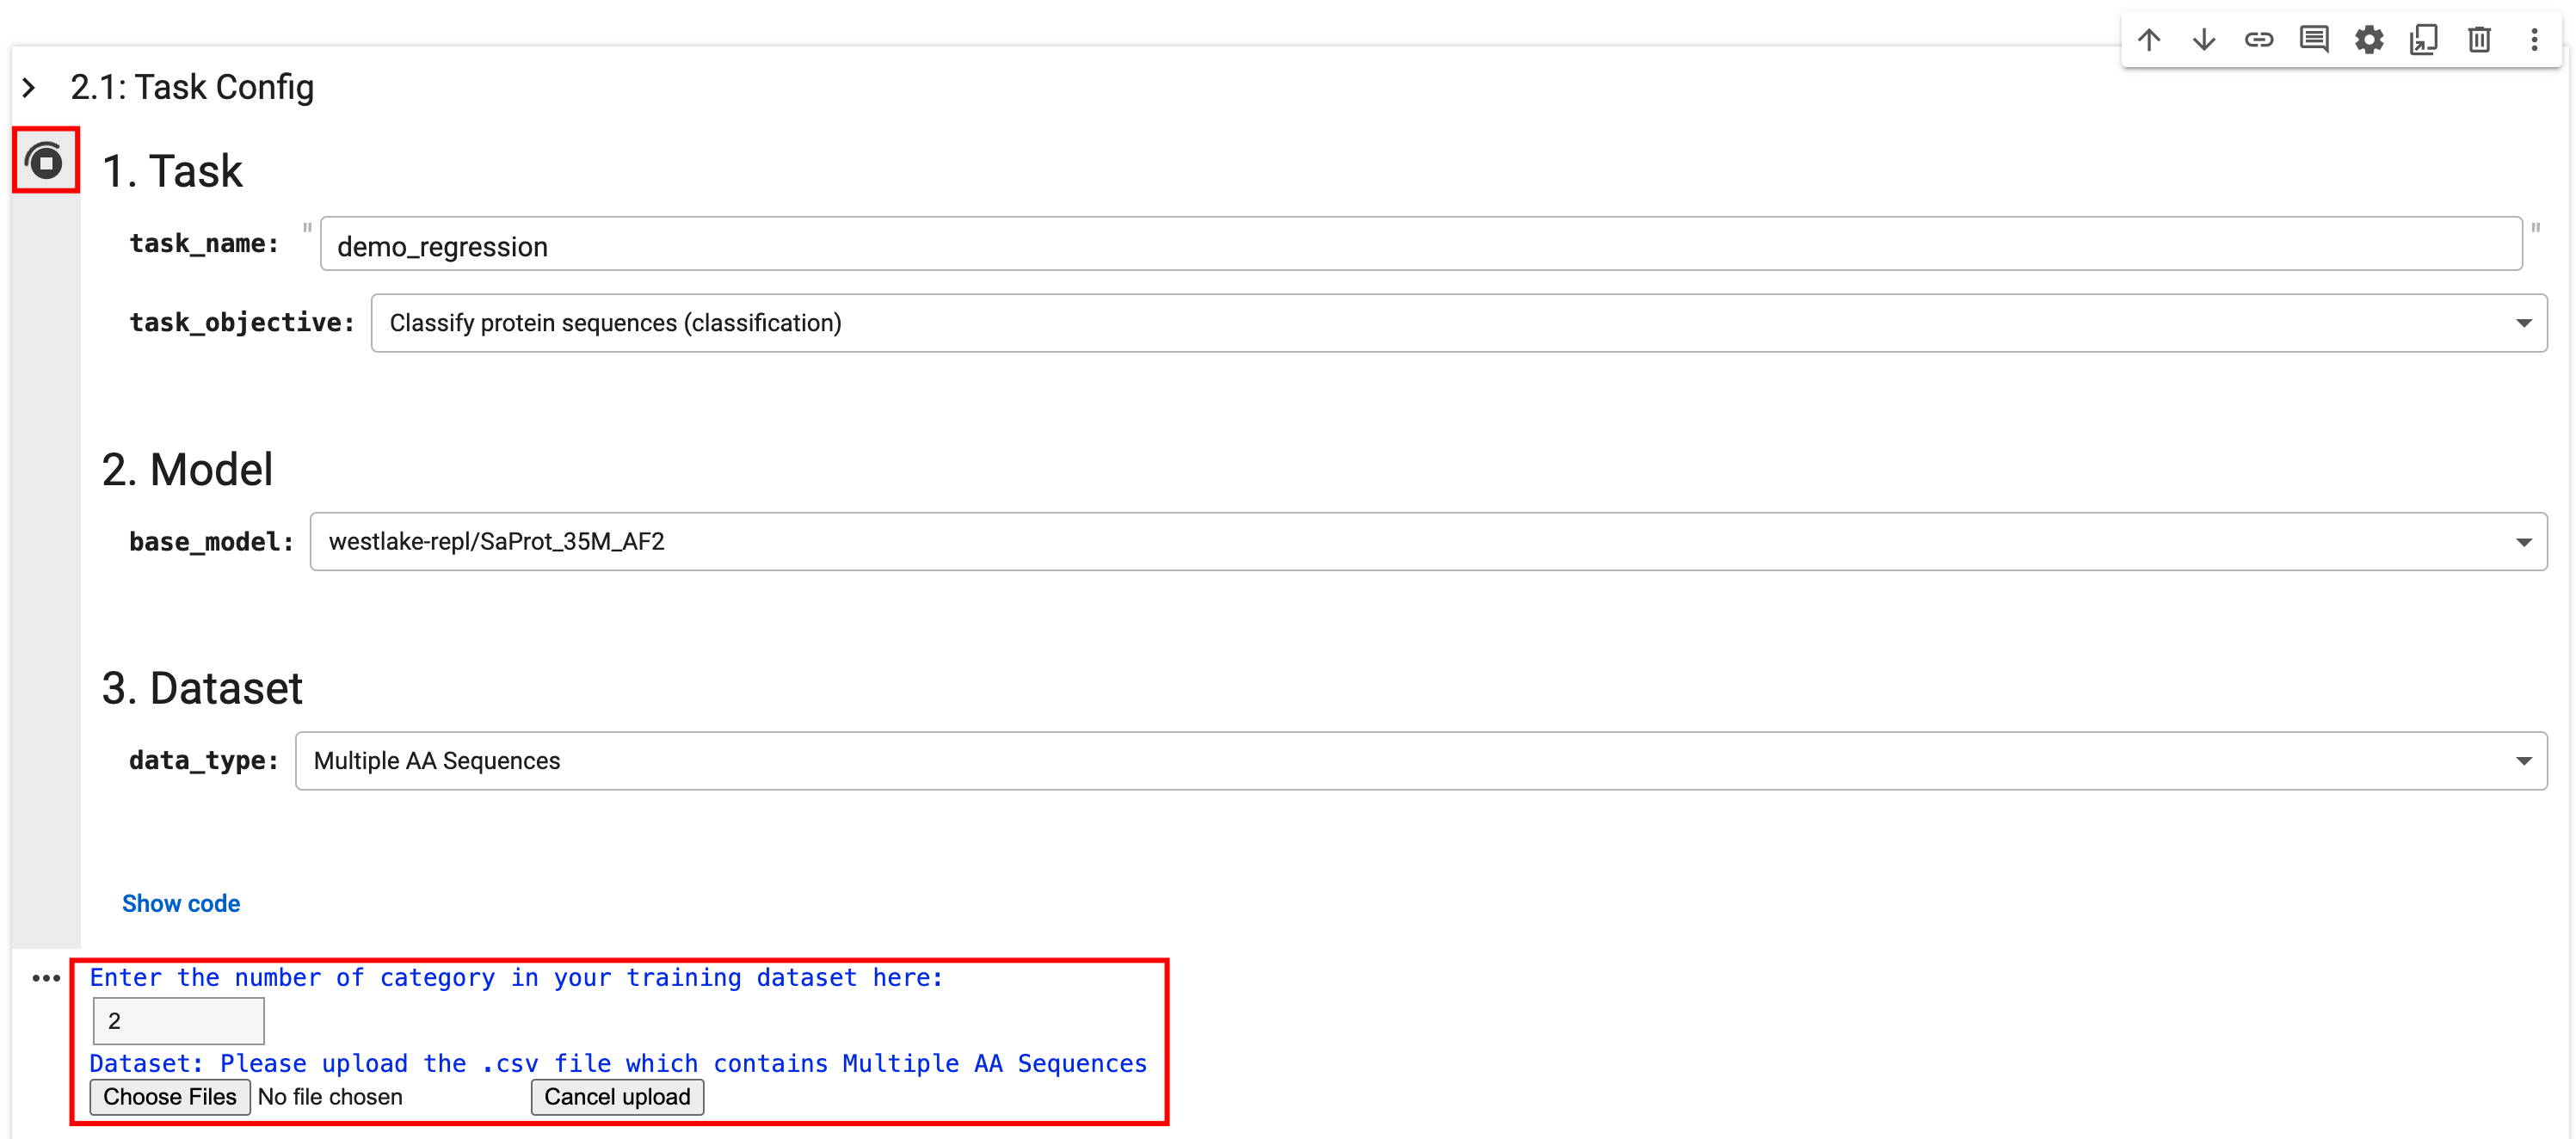 2.1: Task Config
1. Task
task_name: " demo_regression "
task_objective: Classify protein sequences (classification)
2. Model
base_model: westlake-repl/SaProt_35M_AF2
3. Dataset
data_type: Multiple AA Sequences
Show code
Enter the number of category in your training dataset here:
2
Dataset: Please upload the .csv file which contains Multiple AA Sequences
Choose Files No file chosen Cancel upload